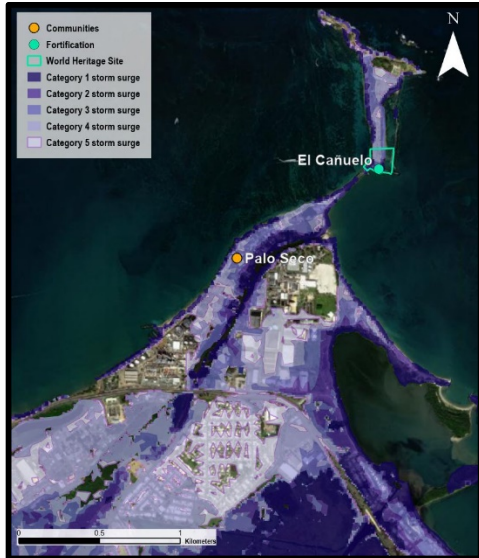 Communities
Fortification
World Heritage Site
Category 1 storm surge
Category 2 storm surge
Category 3 storm surge
Category 4 storm surge
Category 5 storm surge
N
El Cañuelo
Palo Seco
0
0.5
1
Kilometers